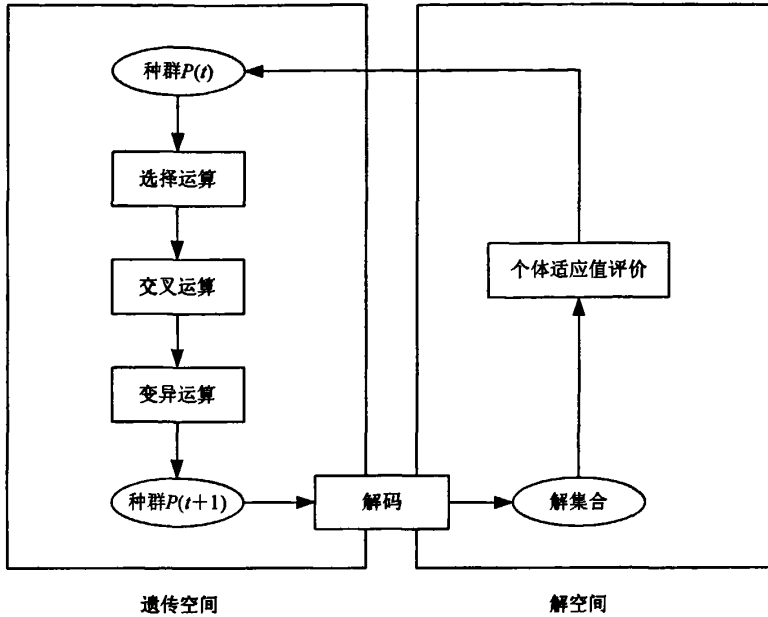 种群P(t)
选择运算
交叉运算
变异运算
种群P(t+1)
解码
解集合
个体适应值评价
遗传空间
解空间